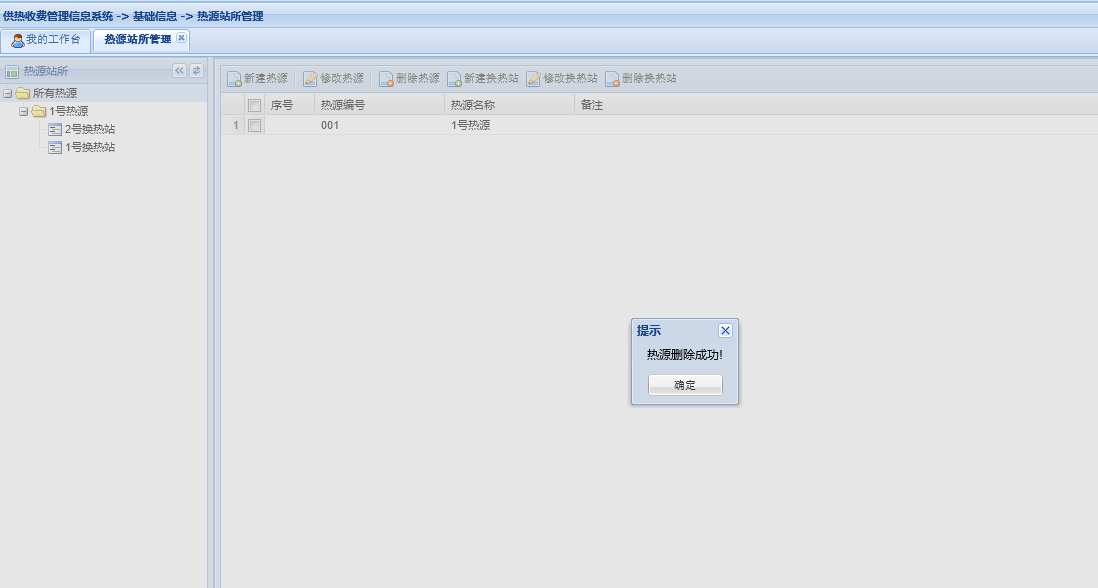 供热收费管理信息系统 -> 基础信息 -> 热源站所管理
我的工作台 热源站所管理
热源站所
新建热源 修改热源 删除热源 新建换热站 修改换热站 删除换热站
所有热源
1号热源
2号换热站
1号换热站
序号 热源编号 热源名称 备注
1 001 1号热源
提示
热源删除成功!
确定